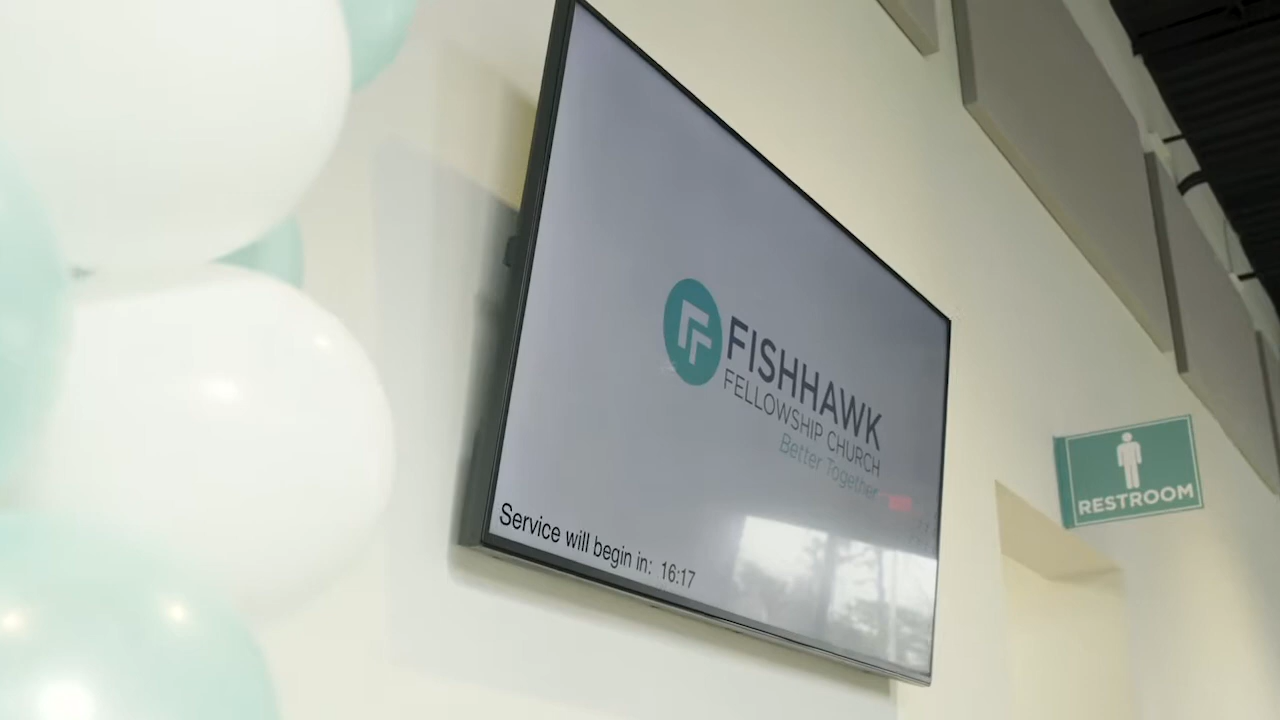 FISHHAWK
FELLOWSHIP CHURCH
Better Together
Service will begin in: 16:17
RESTROOM